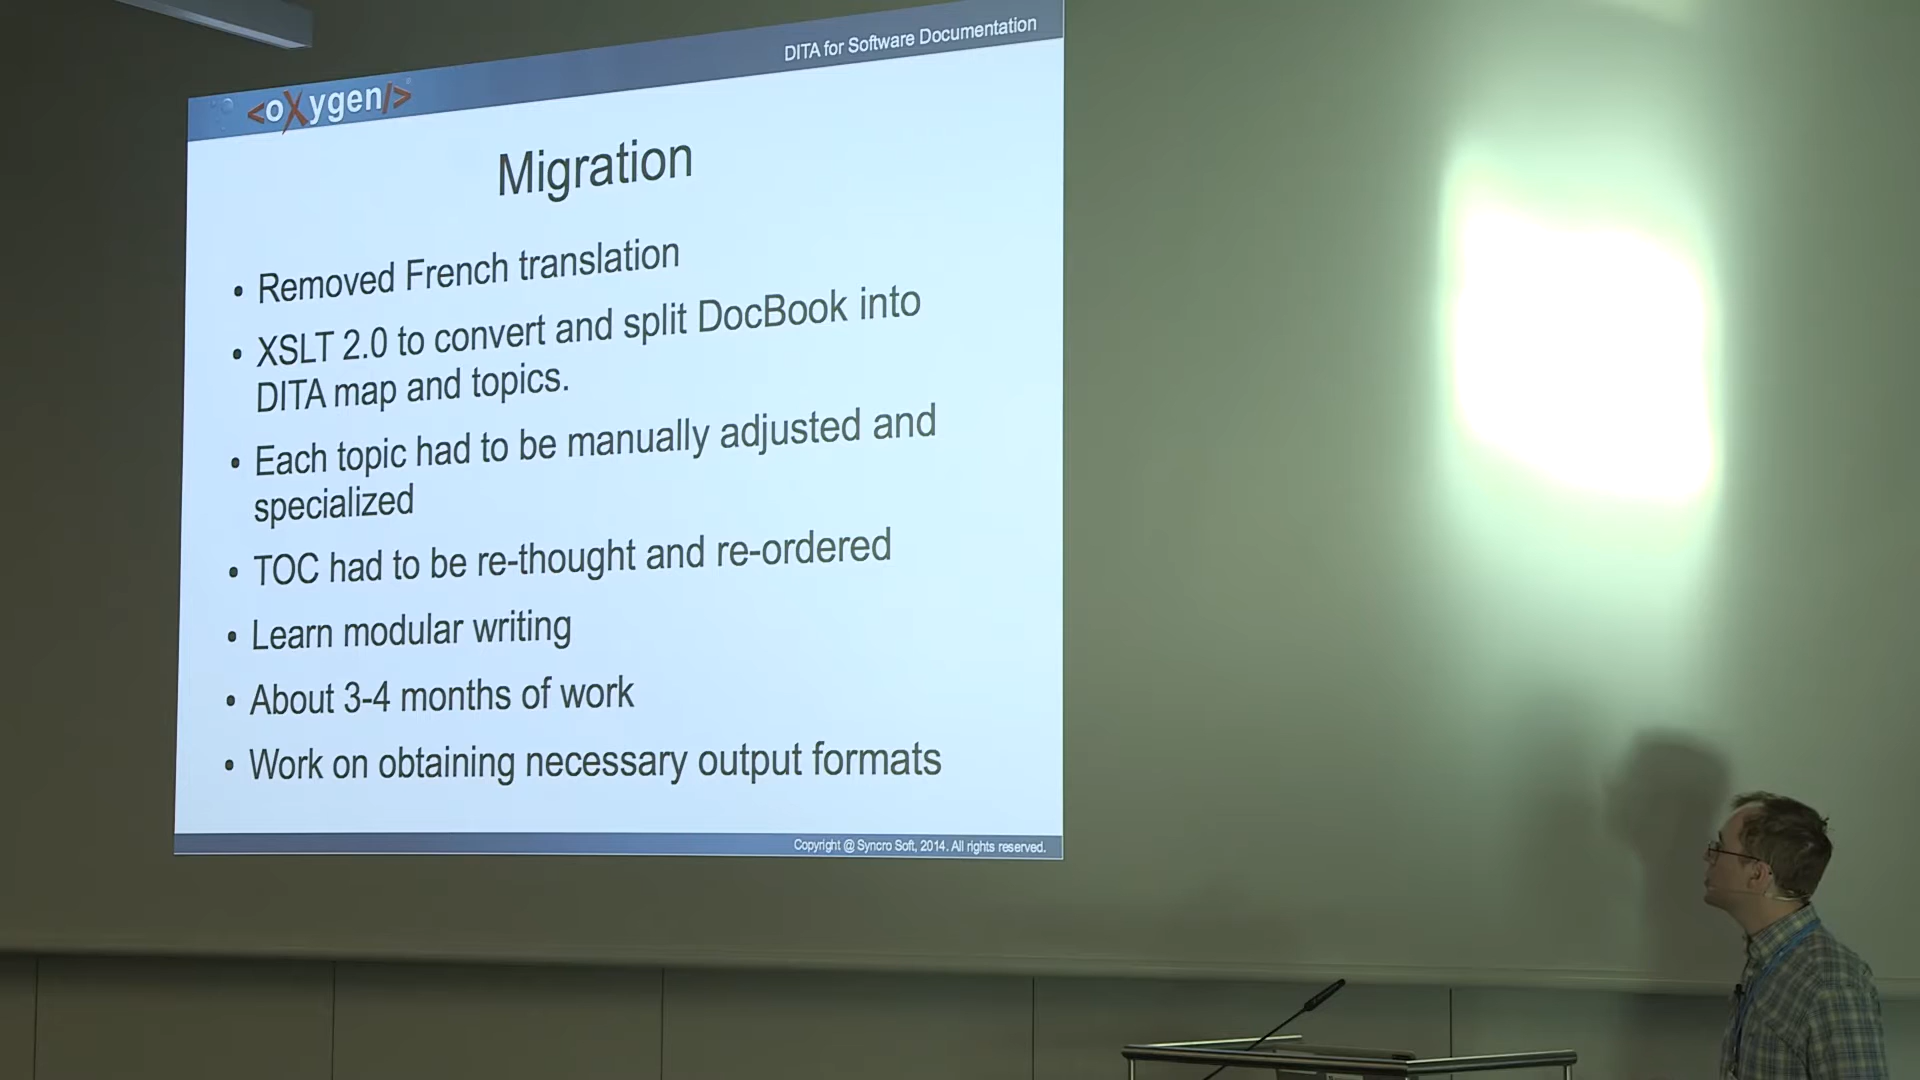 DITA for Software Documentation
<oXygen/>
Migration
• Removed French translation
• XSLT 2.0 to convert and split DocBook into
DITA map and topics.
• Each topic had to be manually adjusted and
specialized
• TOC had to be re-thought and re-ordered
• Learn modular writing
• About 3-4 months of work
• Work on obtaining necessary output formats
Copyright @ Syncro Soft, 2014. All rights reserved.